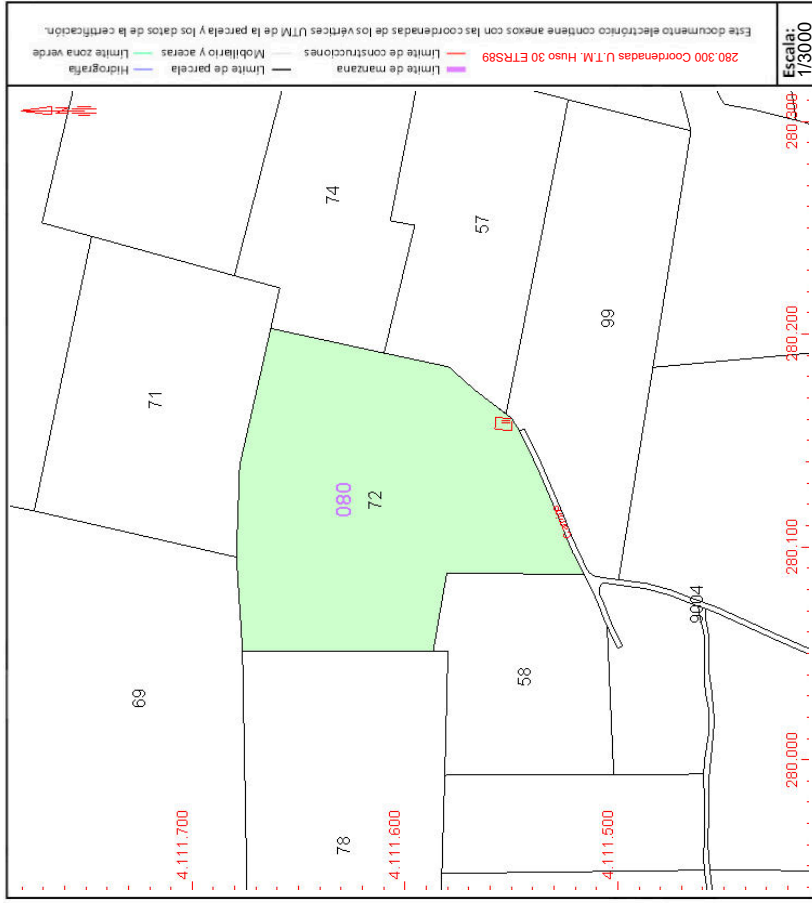 Este documento electrónico contiene anexos con las coordenadas de los vértices UTM de la parcela y los datos de la certificación.
280.300 Coordenadas U.T.M. Huso 30 ETRS89
Límite de manzana
Límite de construcciones
Límite de parcela
Mobiliario y aceras
Hidrografía
Límite zona verde
Escala:
1/3000
74
57
99
71
080
72
69
58
78
9004
4.111.700
4.111.600
4.111.500
280.300
280.200
280.100
280.000